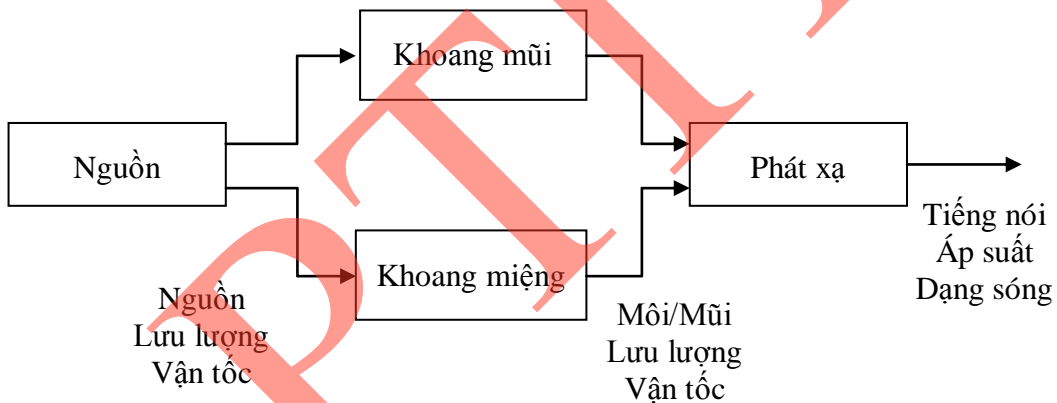 Khoang mũi
Nguồn
Phát xạ
Khoang miệng
Tiếng nói
Áp suất
Dạng sóng
Nguồn
Lưu lượng
Vận tốc
Môi/Mũi
Lưu lượng
Vận tốc
PTIT